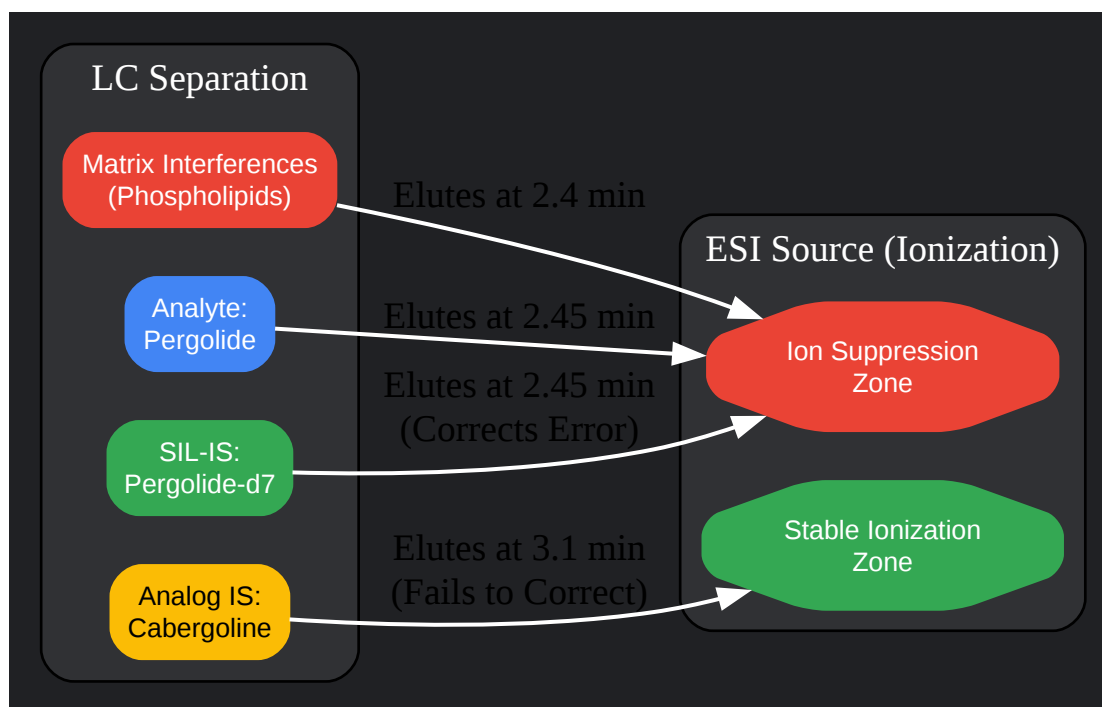 LC Separation
Matrix Interferences
(Phospholipids)
Elutes at 2.4 min
ESI Source (Ionization)
Analyte:
Pergolide
Elutes at 2.45 min
Ion Suppression
Zone
Elutes at 2.45 min
(Corrects Error)
SIL-IS:
Pergolide-d7
Stable Ionization
Zone
Elutes at 3.1 min
(Fails to Correct)
Analog IS:
Cabergoline